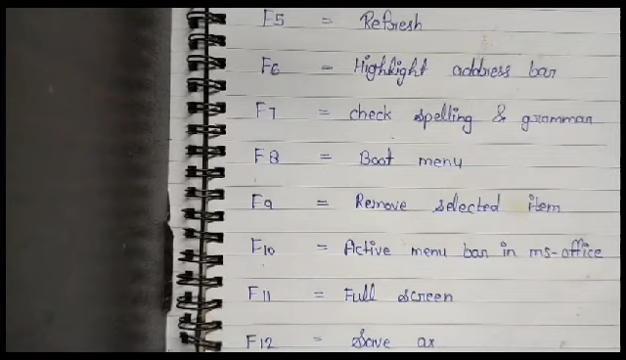 F5 = Refresh
F6 = Highlight address bar
F7 = check spelling & grammar
F8 = Boot menu
F9 = Remove selected item
F10 = Active menu bar in ms-office
F11 = Full screen
F12 = Save as